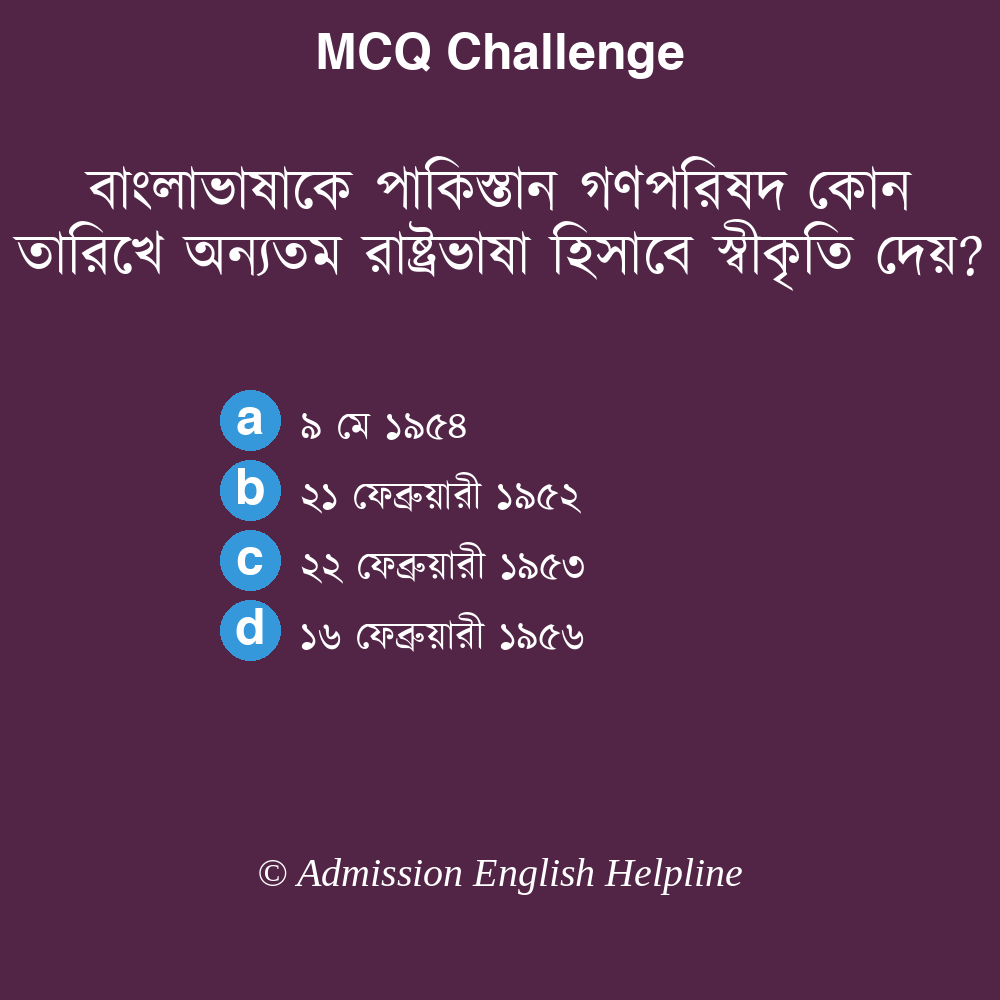 MCQ Challenge
বাংলাভাষাকে পাকিস্তান গণপরিষদ কোন
তারিখে অন্যতম রাষ্ট্রভাষা হিসাবে স্বীকৃতি দেয়?
a ৯ মে ১৯৫৪
b ২১ ফেব্রুয়ারী ১৯৫২
c ২২ ফেব্রুয়ারী ১৯৫৩
d ১৬ ফেব্রুয়ারী ১৯৫৬
© Admission English Helpline